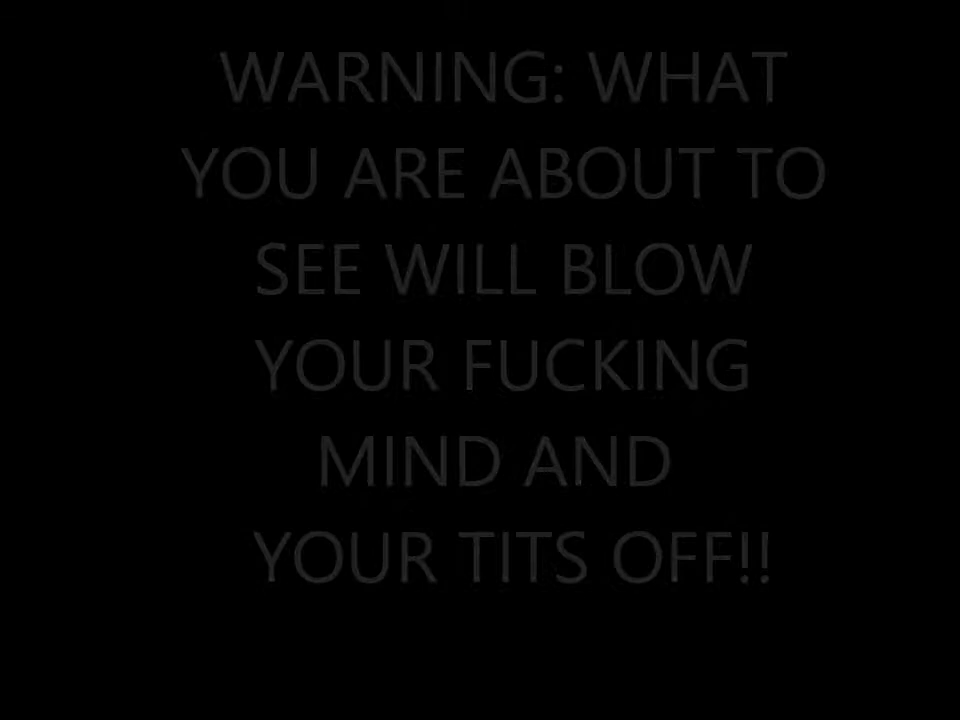 WARNING: WHAT
YOU ARE ABOUT TO
SEE WILL BLOW
YOUR FUCKING
MIND AND
YOUR TITS OFF!!